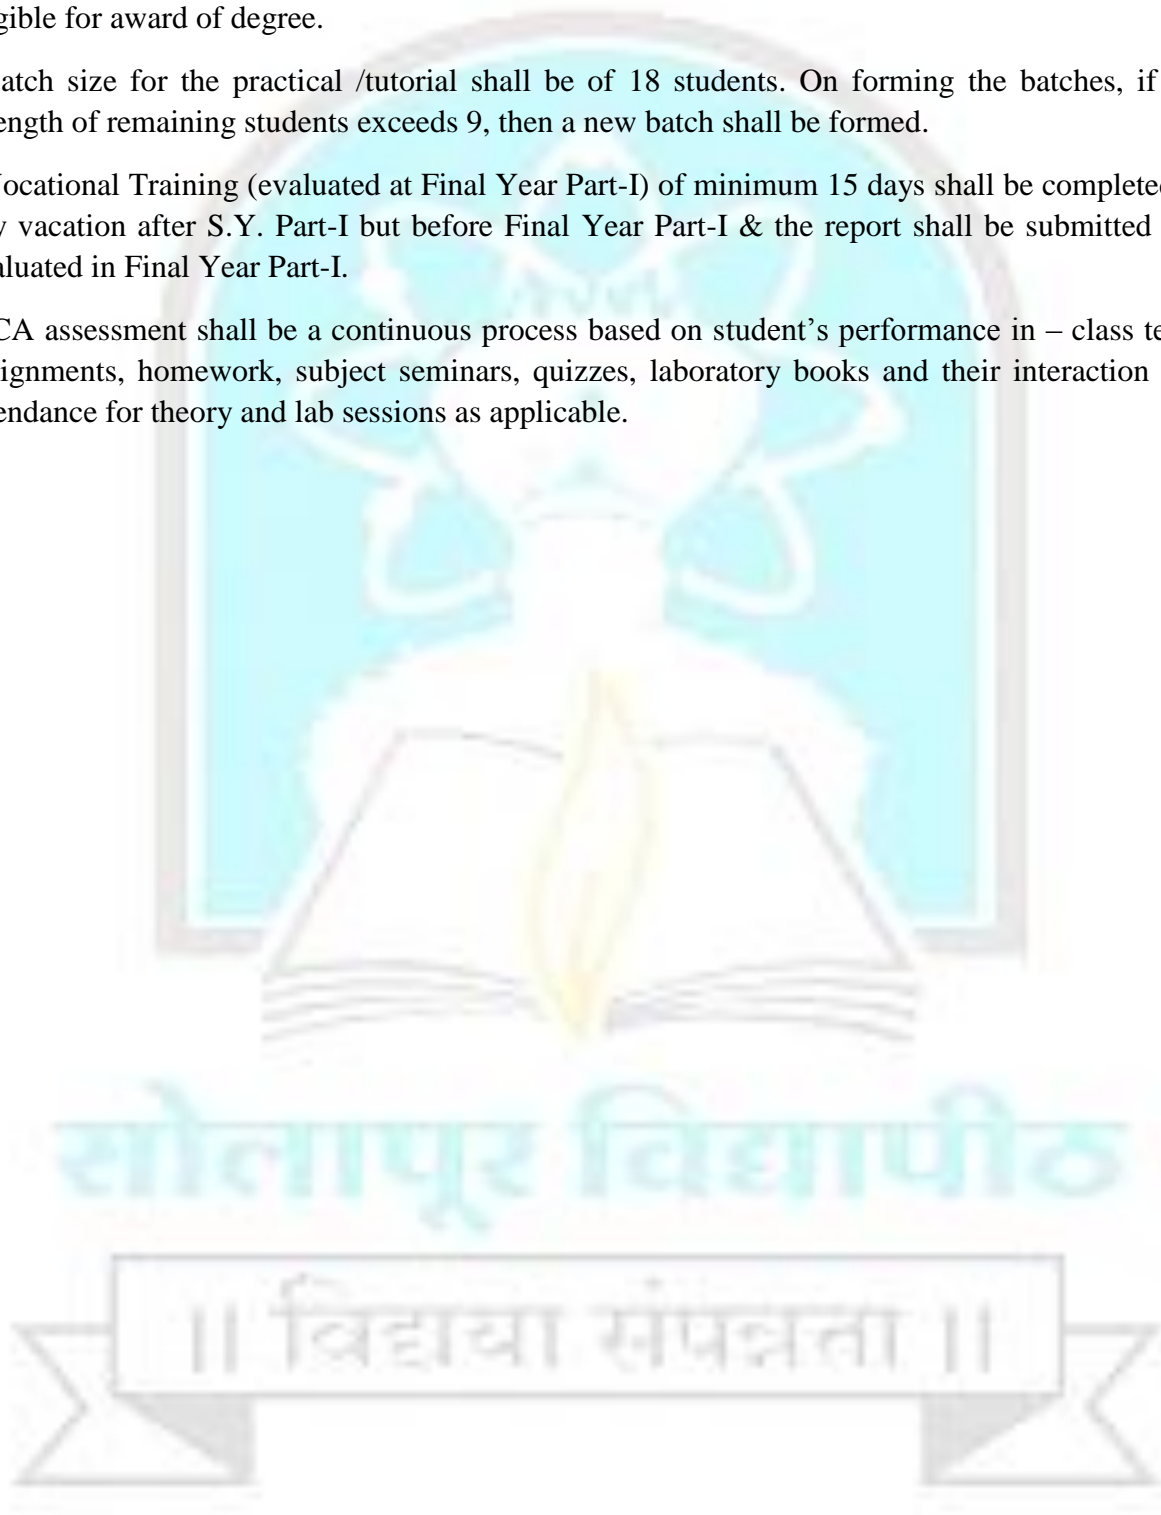 gible for award of degree.
atch size for the practical /tutorial shall be of 18 students. On forming the batches, if
ength of remaining students exceeds 9, then a new batch shall be formed.
ocational Training (evaluated at Final Year Part-I) of minimum 15 days shall be completed
y vacation after S.Y. Part-I but before Final Year Part-I & the report shall be submitted
aluated in Final Year Part-I.
CA assessment shall be a continuous process based on student’s performance in – class te
ignments, homework, subject seminars, quizzes, laboratory books and their interaction
endance for theory and lab sessions as applicable.
सोलापूर विद्यापीठ
|| विद्यया संपन्नता ||